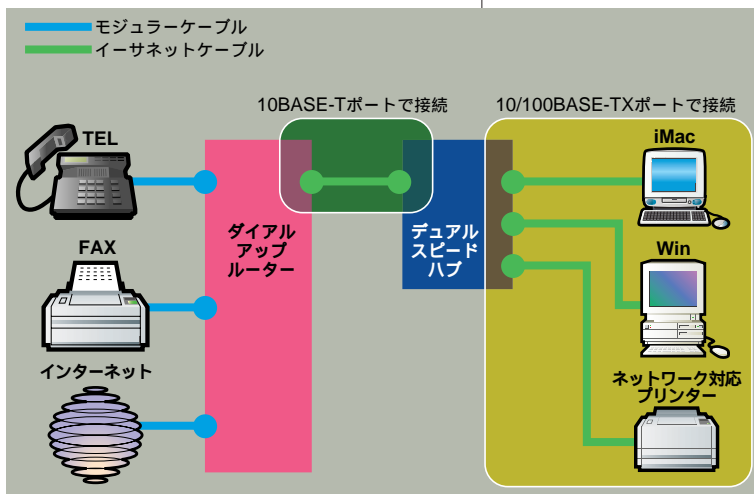 モジュラーケーブル
イーサネットケーブル
10BASE-Tポートで接続
10/100BASE-TXポートで接続
TEL
FAX
インターネット
ダイアル
アップ
ルーター
デュアル
スピード
ハブ
iMac
Win
ネットワーク対応
プリンター